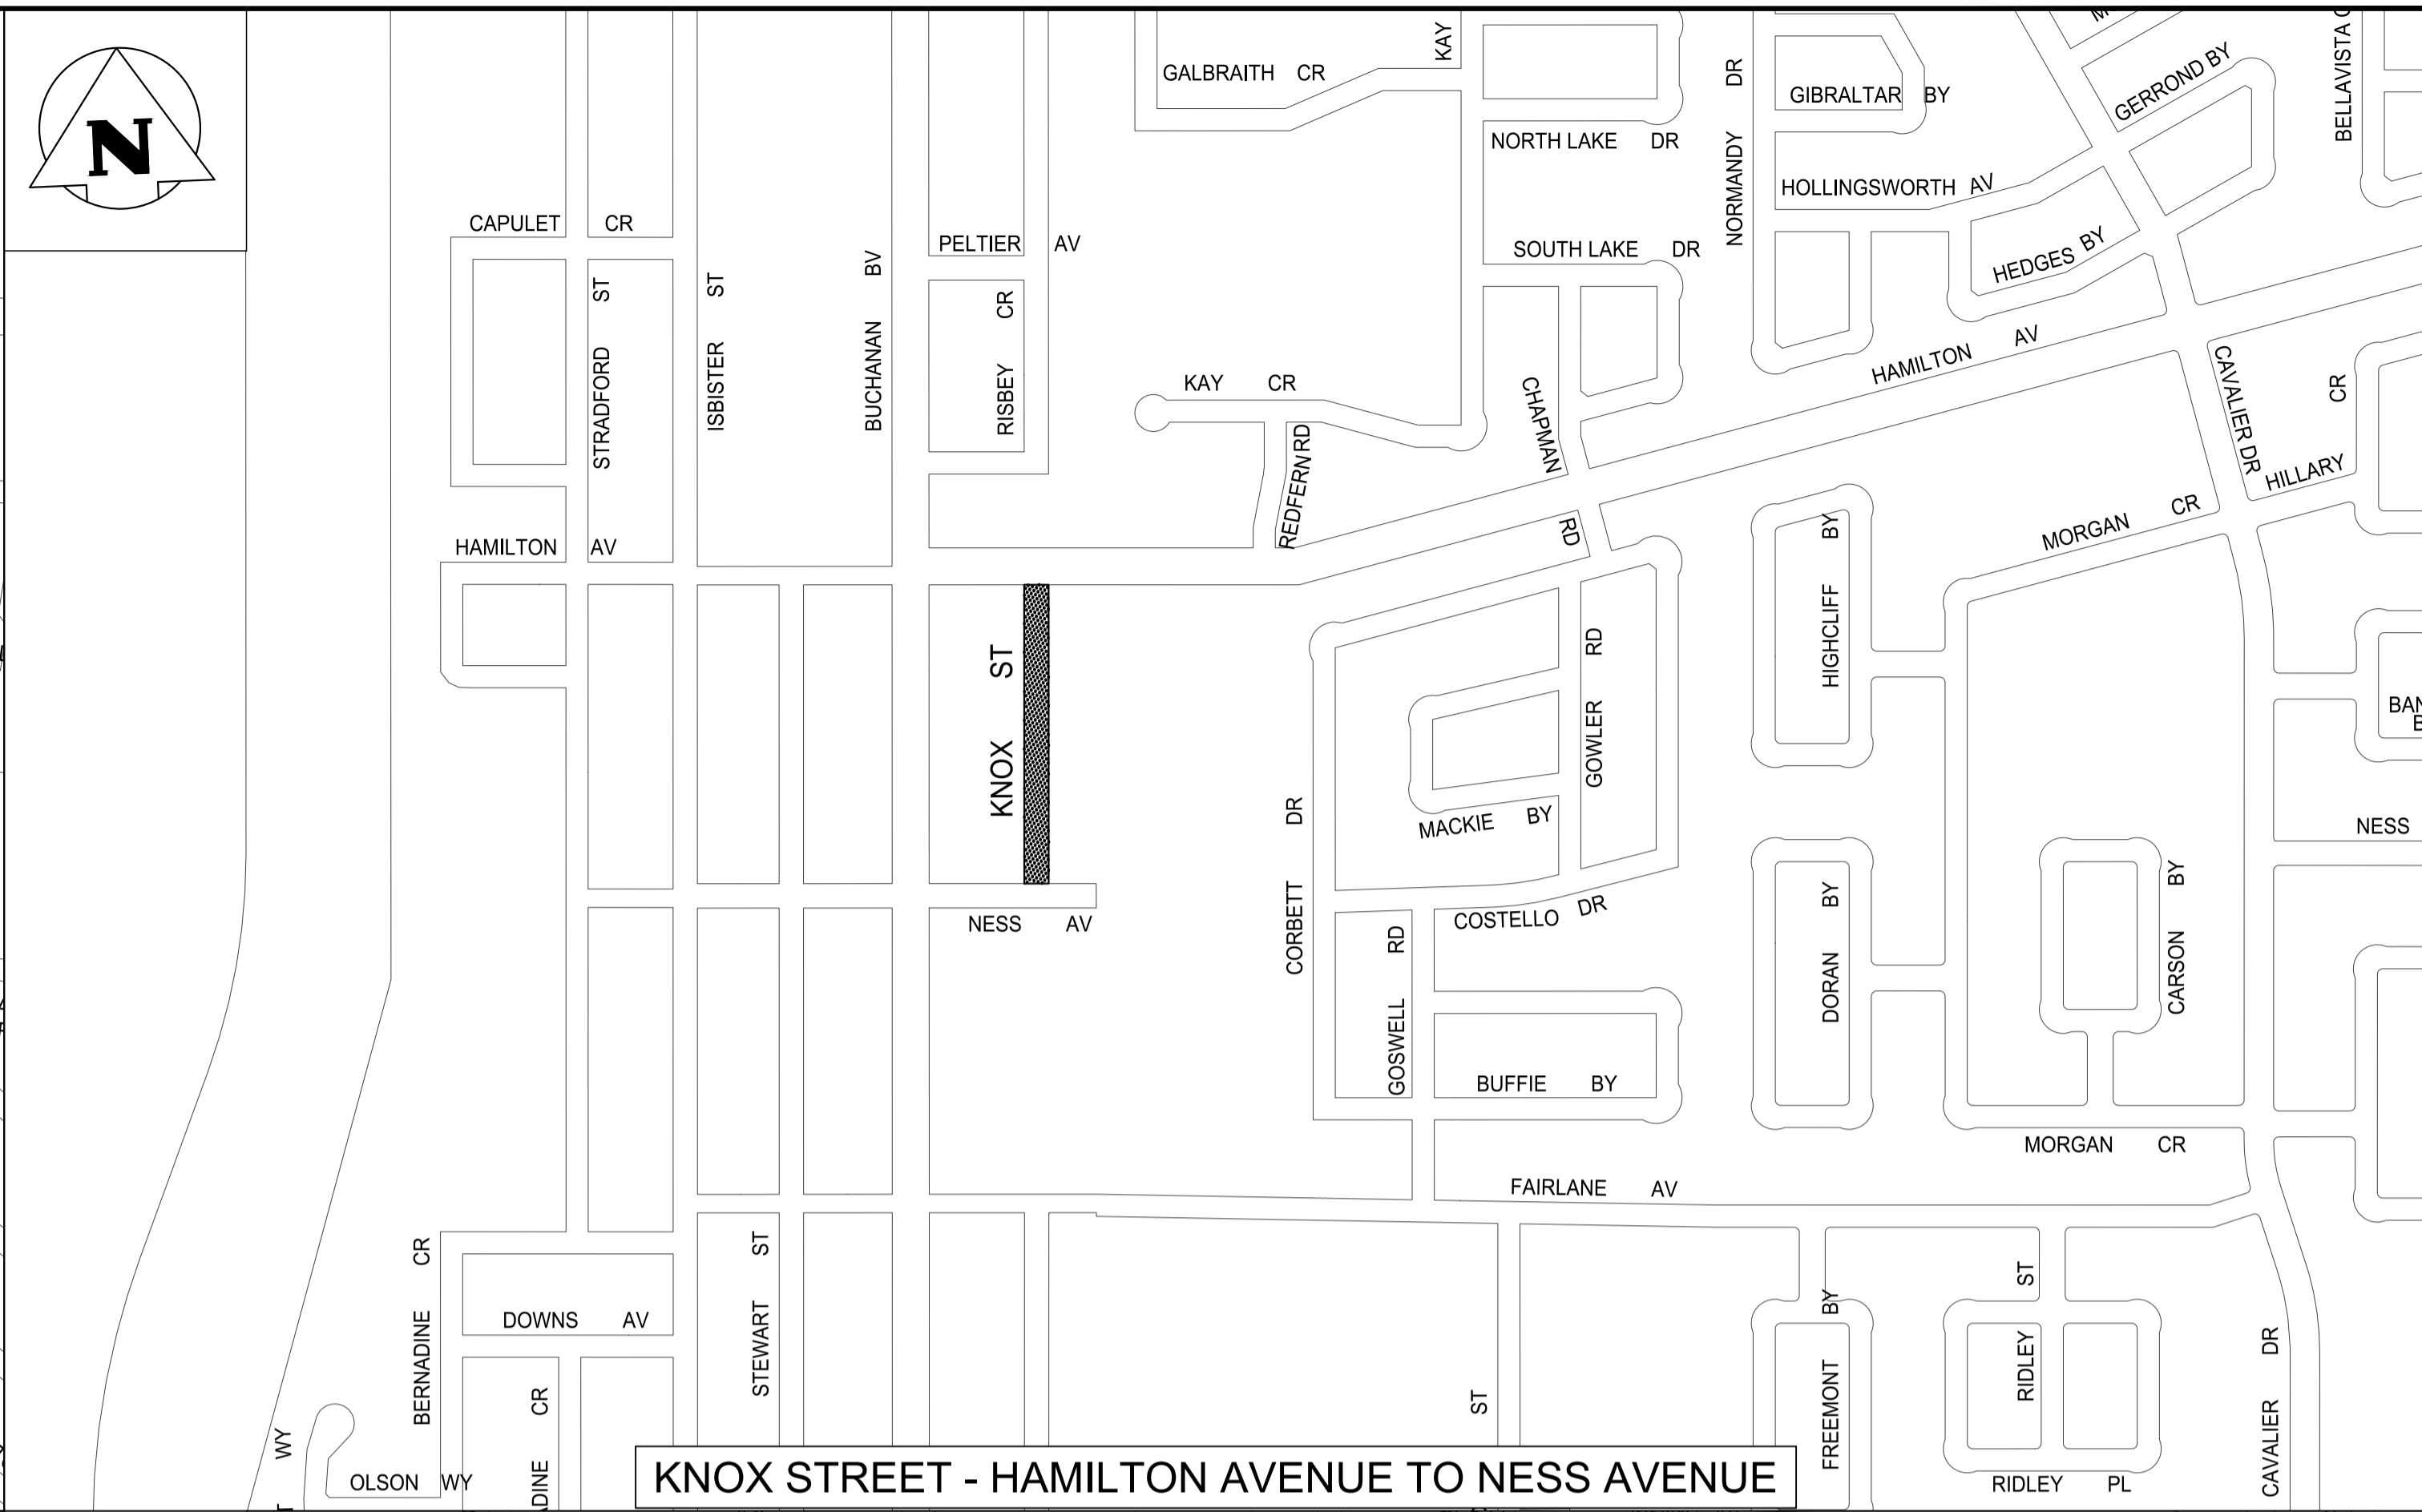 N
GALBRAITH CR
KAY
NORTH LAKE DR
NORMANDY DR
GIBRALTAR BY
GERROND BY
BELLAVISTA
HOLLINGSWORTH AV
CAPULET CR
PELTIER AV
SOUTH LAKE DR
HEDGES BY
STRADFORD ST
ISBISTER ST
BUCHANAN BV
RISBEY CR
KAY CR
REDFERN RD
CHAPMAN RD
HAMILTON AV
CAVALIER DR
HILLARY CR
HAMILTON AV
MORGAN CR
HIGHCLIFF BY
KNOX ST
GOWLER RD
MACKIE BY
CORBETT DR
NESS
NESS AV
COSTELLO DR
GOSWELL RD
DORAN BY
CARSON BY
BUFFIE BY
MORGAN CR
FAIRLANE AV
BERNADINE CR
STEWART ST
DOWNS AV
ST
FREEMONT BY
RIDLEY ST
CAVALIER DR
WY
OLSON WY
CR
RIDLEY PL
KNOX STREET - HAMILTON AVENUE TO NESS AVENUE